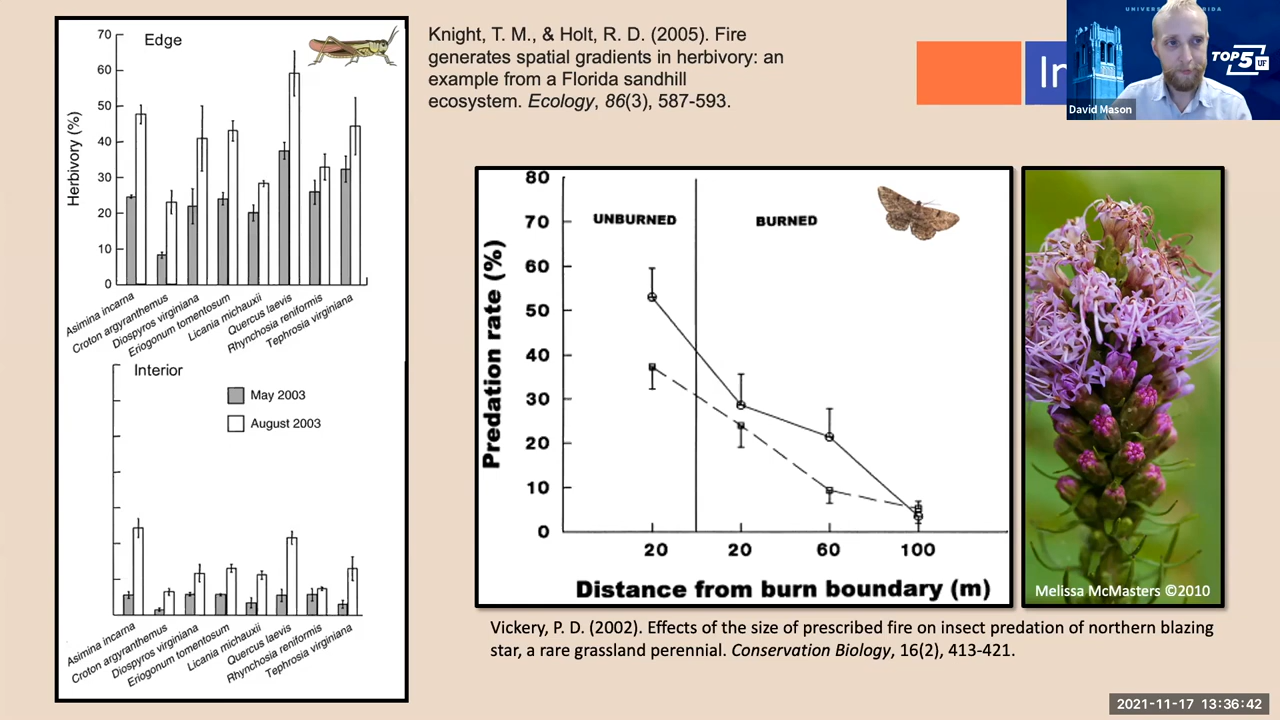 Edge
Herbivory (%)
70
60
50
40
30
20
10
0
Asimina incarna
Croton argyranthemus
Diospyros virginiana
Eriogonum tomentosum
Licania michauxii
Quercus laevis
Rhynchosia reniformis
Tephrosia virginiana
Interior
May 2003
August 2003
Asimina incarna
Croton argyranthemus
Diospyros virginiana
Eriogonum tomentosum
Licania michauxii
Quercus laevis
Rhynchosia reniformis
Tephrosia virginiana
Knight, T. M., & Holt, R. D. (2005). Fire
generates spatial gradients in herbivory: an
example from a Florida sandhill
ecosystem. Ecology, 86(3), 587-593.
TOP
5 UF
David Mason
Predation rate (%)
80
70
60
50
40
30
20
10
0
UNBURNED
BURNED
20 20 60 100
Distance from burn boundary (m)
Melissa McMasters ©2010
Vickery, P. D. (2002). Effects of the size of prescribed fire on insect predation of northern blazing
star, a rare grassland perennial. Conservation Biology, 16(2), 413-421.
2021-11-17 13:36:42